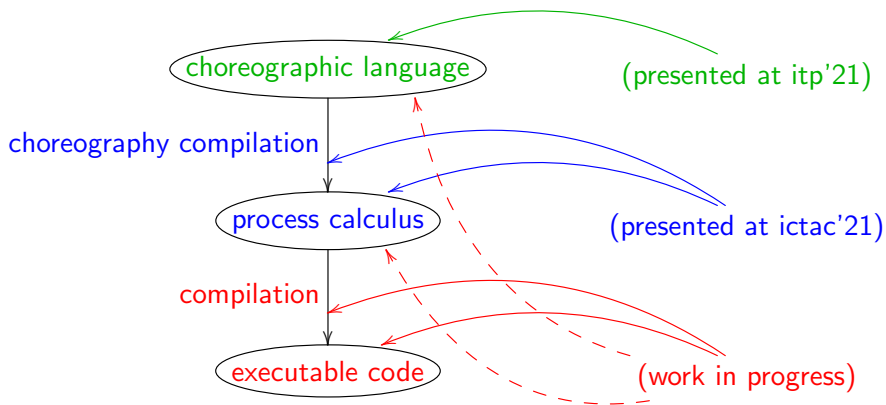 choreographic language
(presented at itp'21)
choreography compilation
process calculus
(presented at ictac'21)
compilation
executable code
(work in progress)